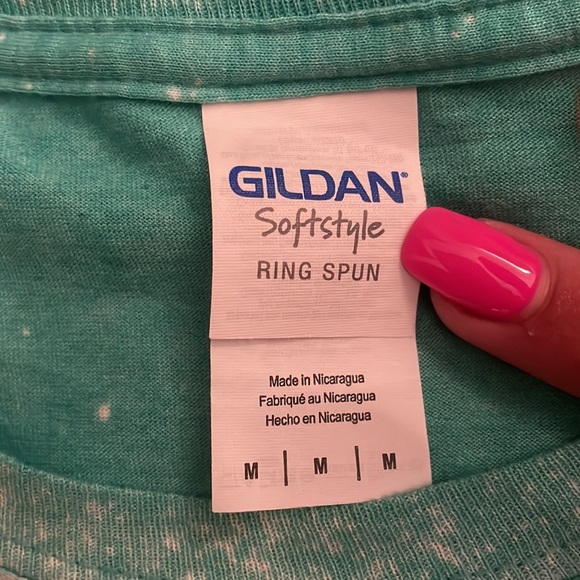 GILDAN®
Softstyle
RING SPUN
Made in Nicaragua
Fabriqué au Nicaragua
Hecho en Nicaragua
M | M | M